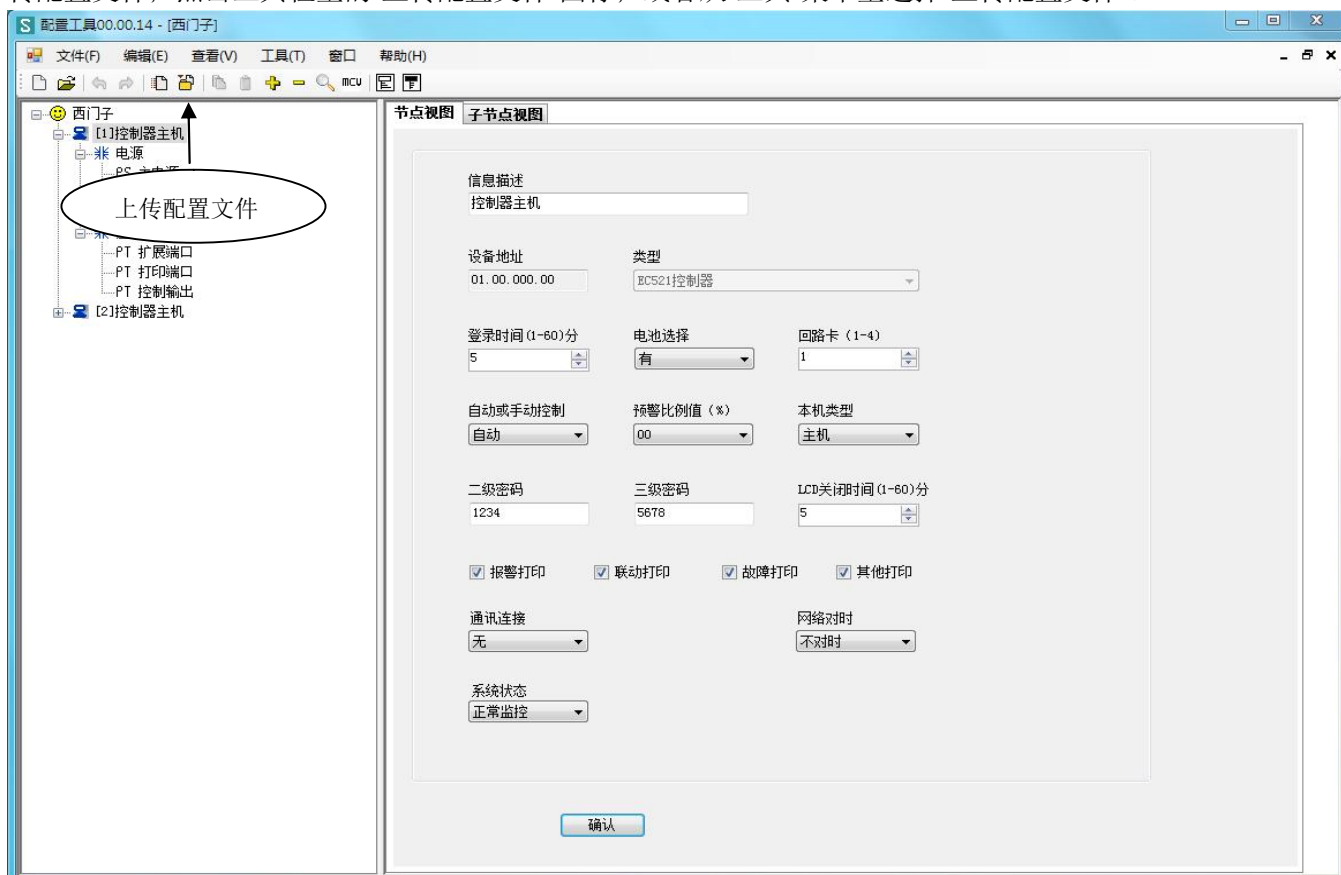 配置工具00.00.14 - [西门子]
文件(F) 编辑(E) 查看(V) 工具(T) 窗口 帮助(H)
mcu
西门子
[1]控制器主机
电源
上传配置文件
PT 扩展端口
PT 打印端口
PT 控制输出
[2]控制器主机
节点视图 子节点视图
信息描述
控制器主机
设备地址 类型
01.00.000.00 EC521控制器
登录时间(1-60)分 电池选择 回路卡 (1-4)
5 有 1
自动或手动控制 预警比例值 (%) 本机类型
自动 00 主机
二级密码 三级密码 LCD关闭时间(1-60)分
1234 5678 5
报警打印 联动打印 故障打印 其他打印
通讯连接 网络对时
无 不对时
系统状态
正常监控
确认